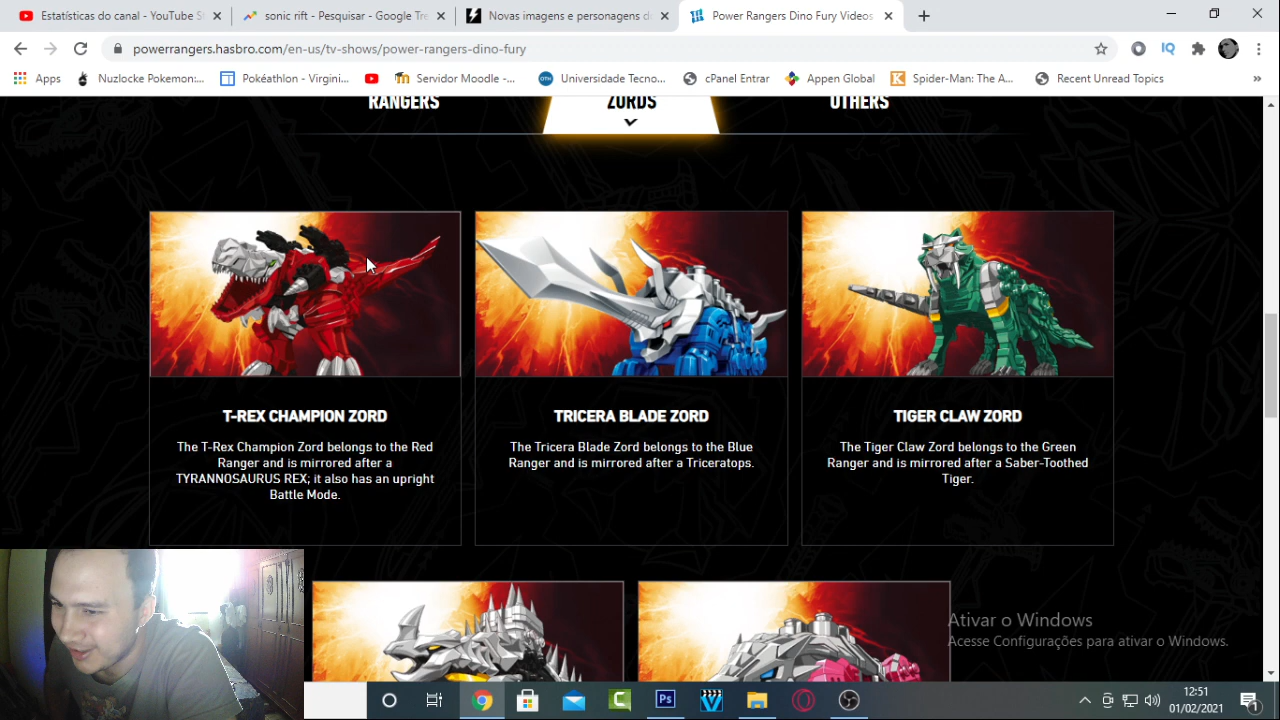 Estatísticas do canal - YouTube S
sonic rift - Pesquisar - Google Tre
Novas imagens e personagens d
Power Rangers Dino Fury Videos
powerrangers.hasbro.com/en-us/tv-shows/power-rangers-dino-fury
Apps
Nuzlocke Pokemon:...
Pokéathlon - Virgini...
Servidor Moodle -...
Universidade Tecno...
cPanel Entrar
Appen Global
Spider-Man: The A...
Recent Unread Topics
»
RANGERS
ZORDS
OTHERS
T-REX CHAMPION ZORD
The T-Rex Champion Zord belongs to the Red
Ranger and is mirrored after a
TYRANNOSAURUS REX; it also has an upright
Battle Mode.
TRICERA BLADE ZORD
The Tricera Blade Zord belongs to the Blue
Ranger and is mirrored after a Triceratops.
TIGER CLAW ZORD
The Tiger Claw Zord belongs to the Green
Ranger and is mirrored after a Saber-Toothed
Tiger.
Ativar o Windows
Acesse Configurações para ativar o Windows.
12:51
01/02/2021